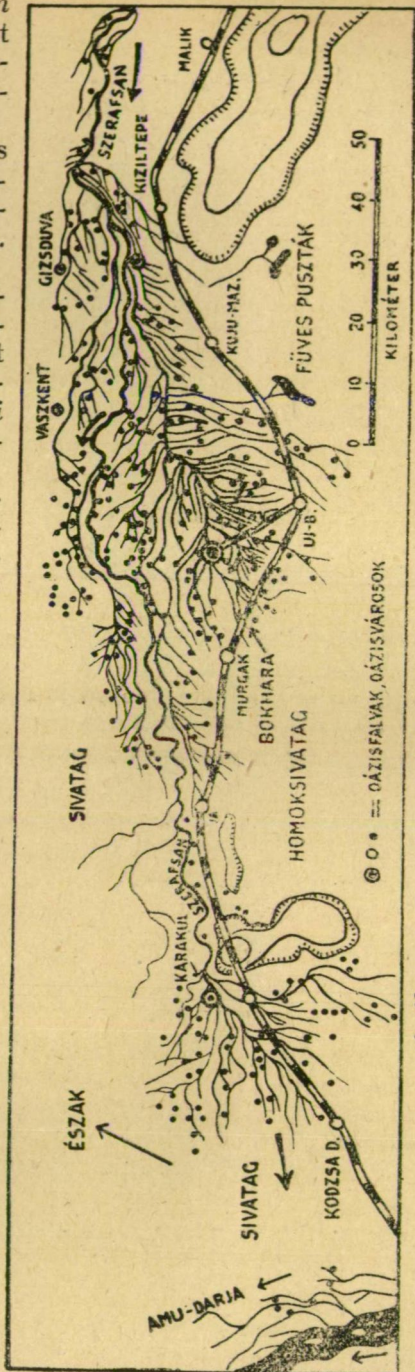 AMU-DARJA
ÉSZAK
SIVATAG
VASZKENT
GIZSDUVA
SZERAFSAN
KIZILTEPE
MALIK
KARAKUL
SZERAFSAN
MURGAK
BOKHARA
UJ-B.
KUJU-MAZ.
SIVATAG
KODZSA D.
HOMOKSIVATAG
FÜVES PUSZTÁK
= OÁZISFALVAK, OÁZISVÁROSOK
0 10 20 30 40 50
KILOMÉTER